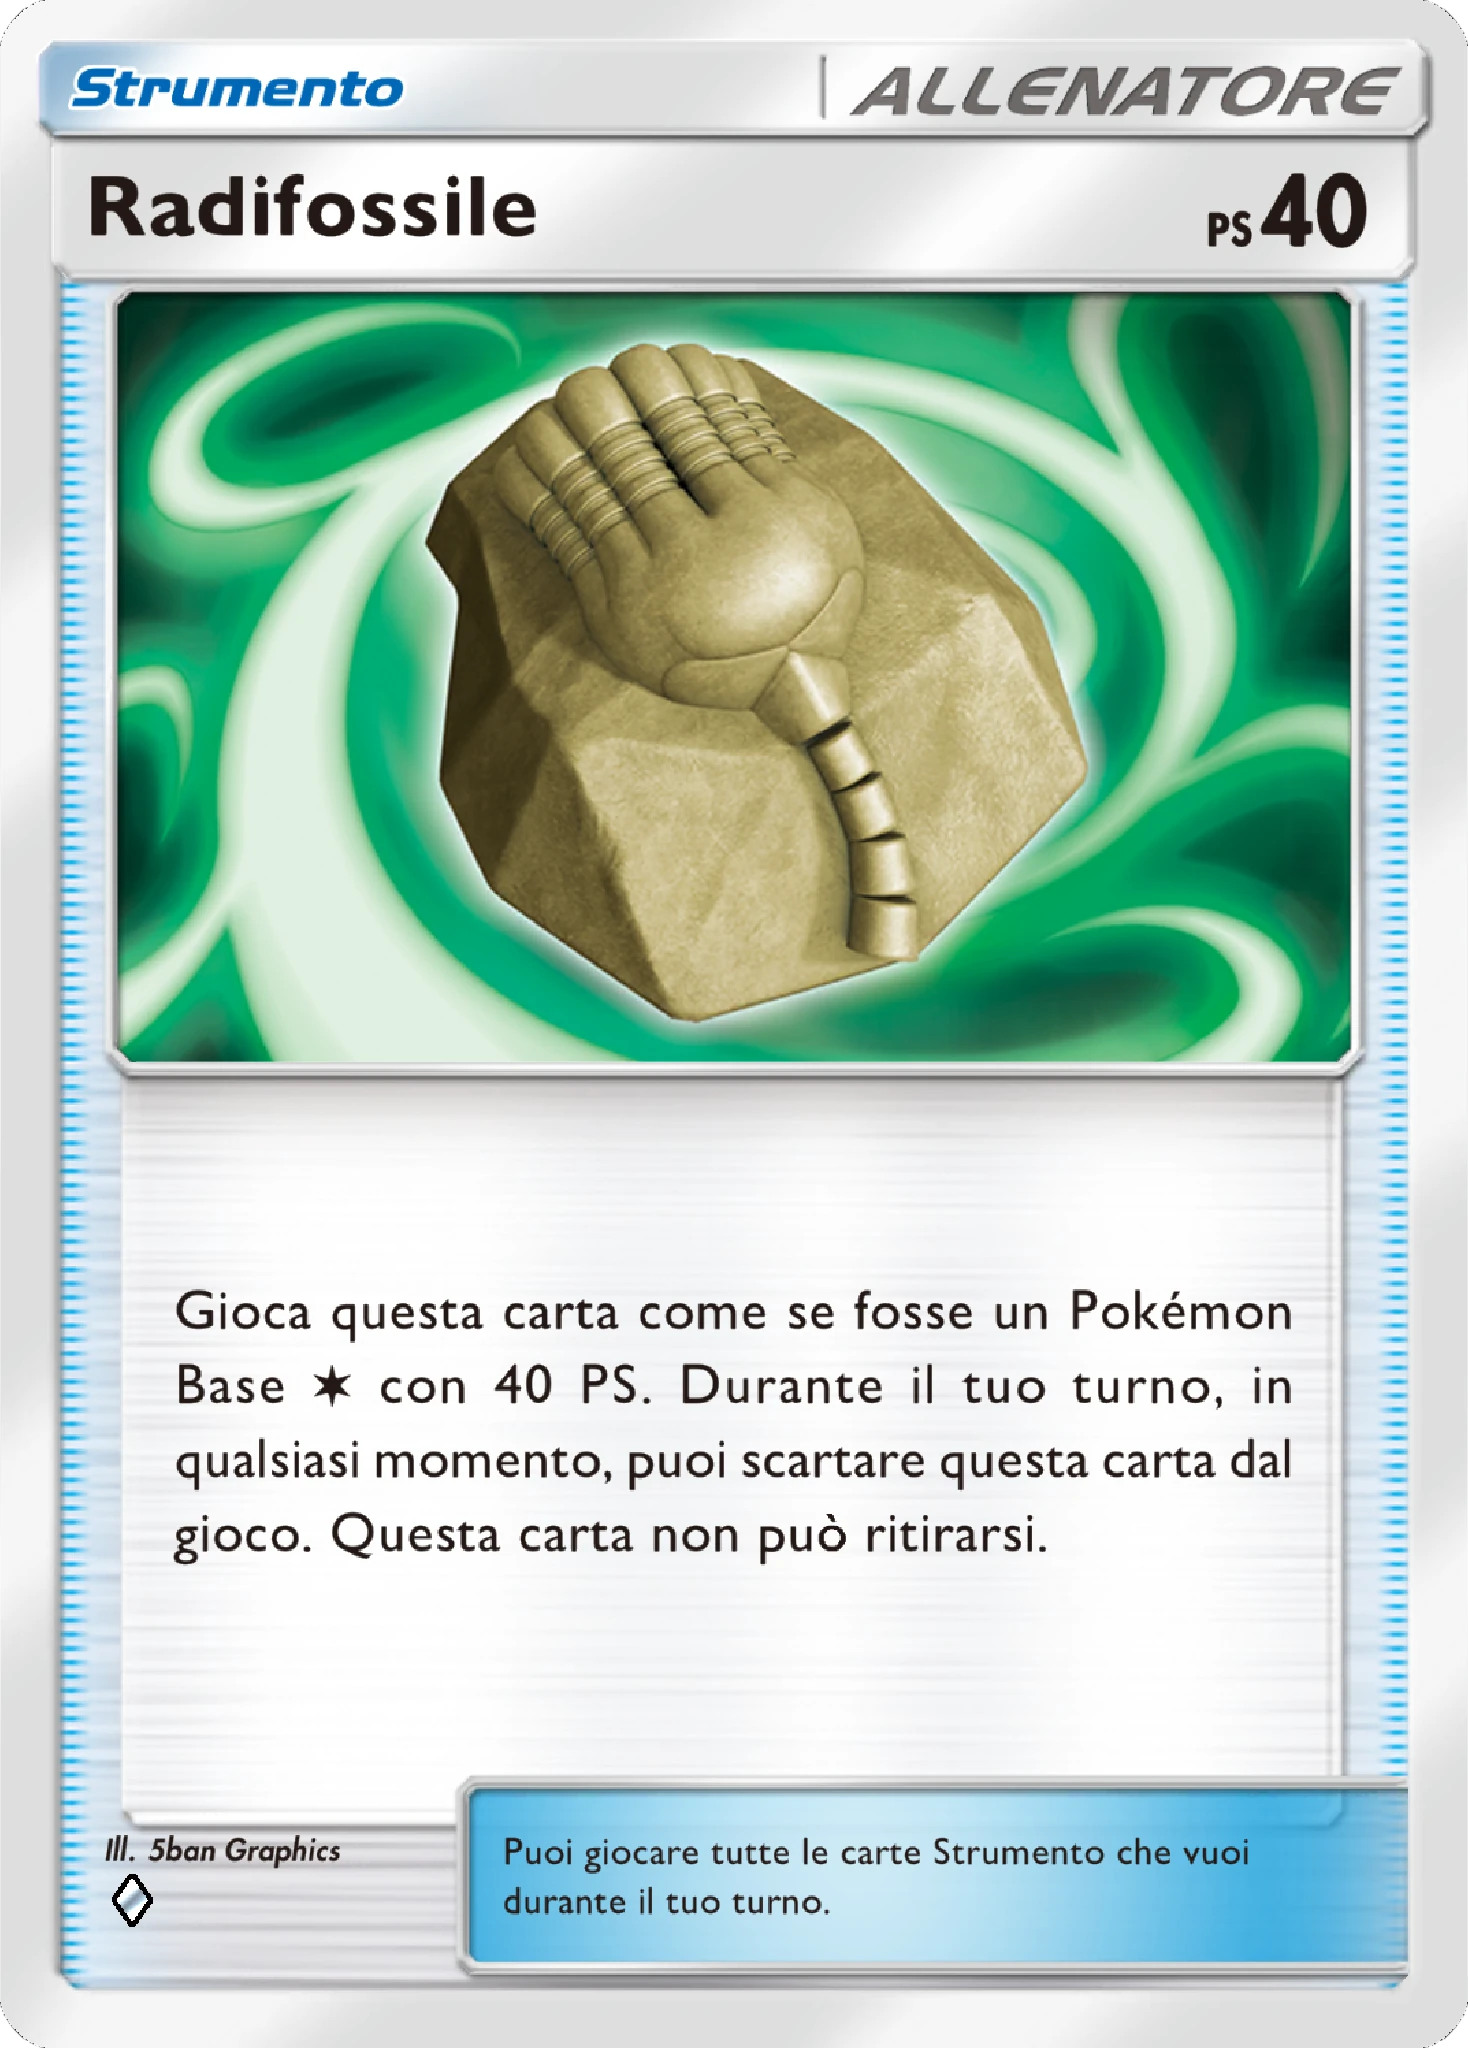 Strumento
ALLENATORE
Radifossile
PS 40
Gioca questa carta come se fosse un Pokémon
Base ✶ con 40 PS. Durante il tuo turno, in
qualsiasi momento, puoi scartare questa carta dal
gioco. Questa carta non può ritirarsi.
Ill. 5ban Graphics
Puoi giocare tutte le carte Strumento che vuoi
durante il tuo turno.